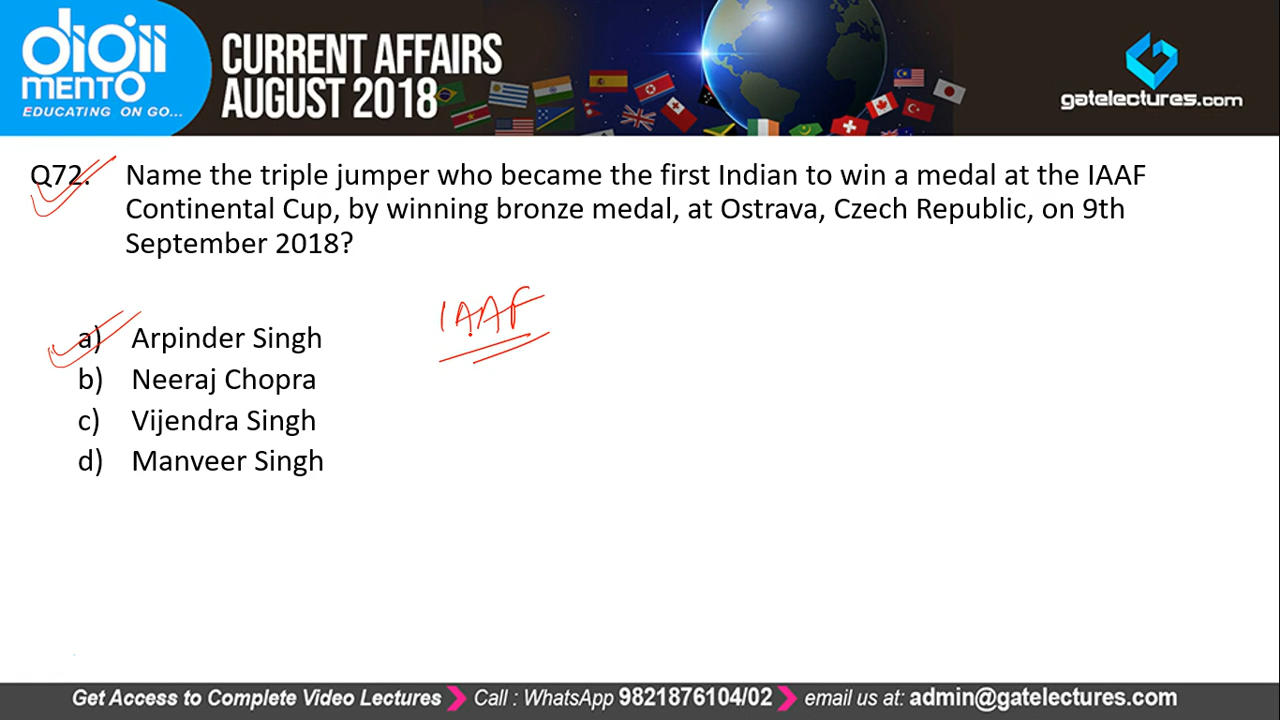 digii
MENTO
EDUCATING ON GO...
CURRENT AFFAIRS
AUGUST 2018
gatelectures.com
Q72. Name the triple jumper who became the first Indian to win a medal at the IAAF
Continental Cup, by winning bronze medal, at Ostrava, Czech Republic, on 9th
September 2018?
IAAF
a) Arpinder Singh
b) Neeraj Chopra
c) Vijendra Singh
d) Manveer Singh
Get Access to Complete Video Lectures Call : WhatsApp 9821876104/02 email us at: admin@gatelectures.com